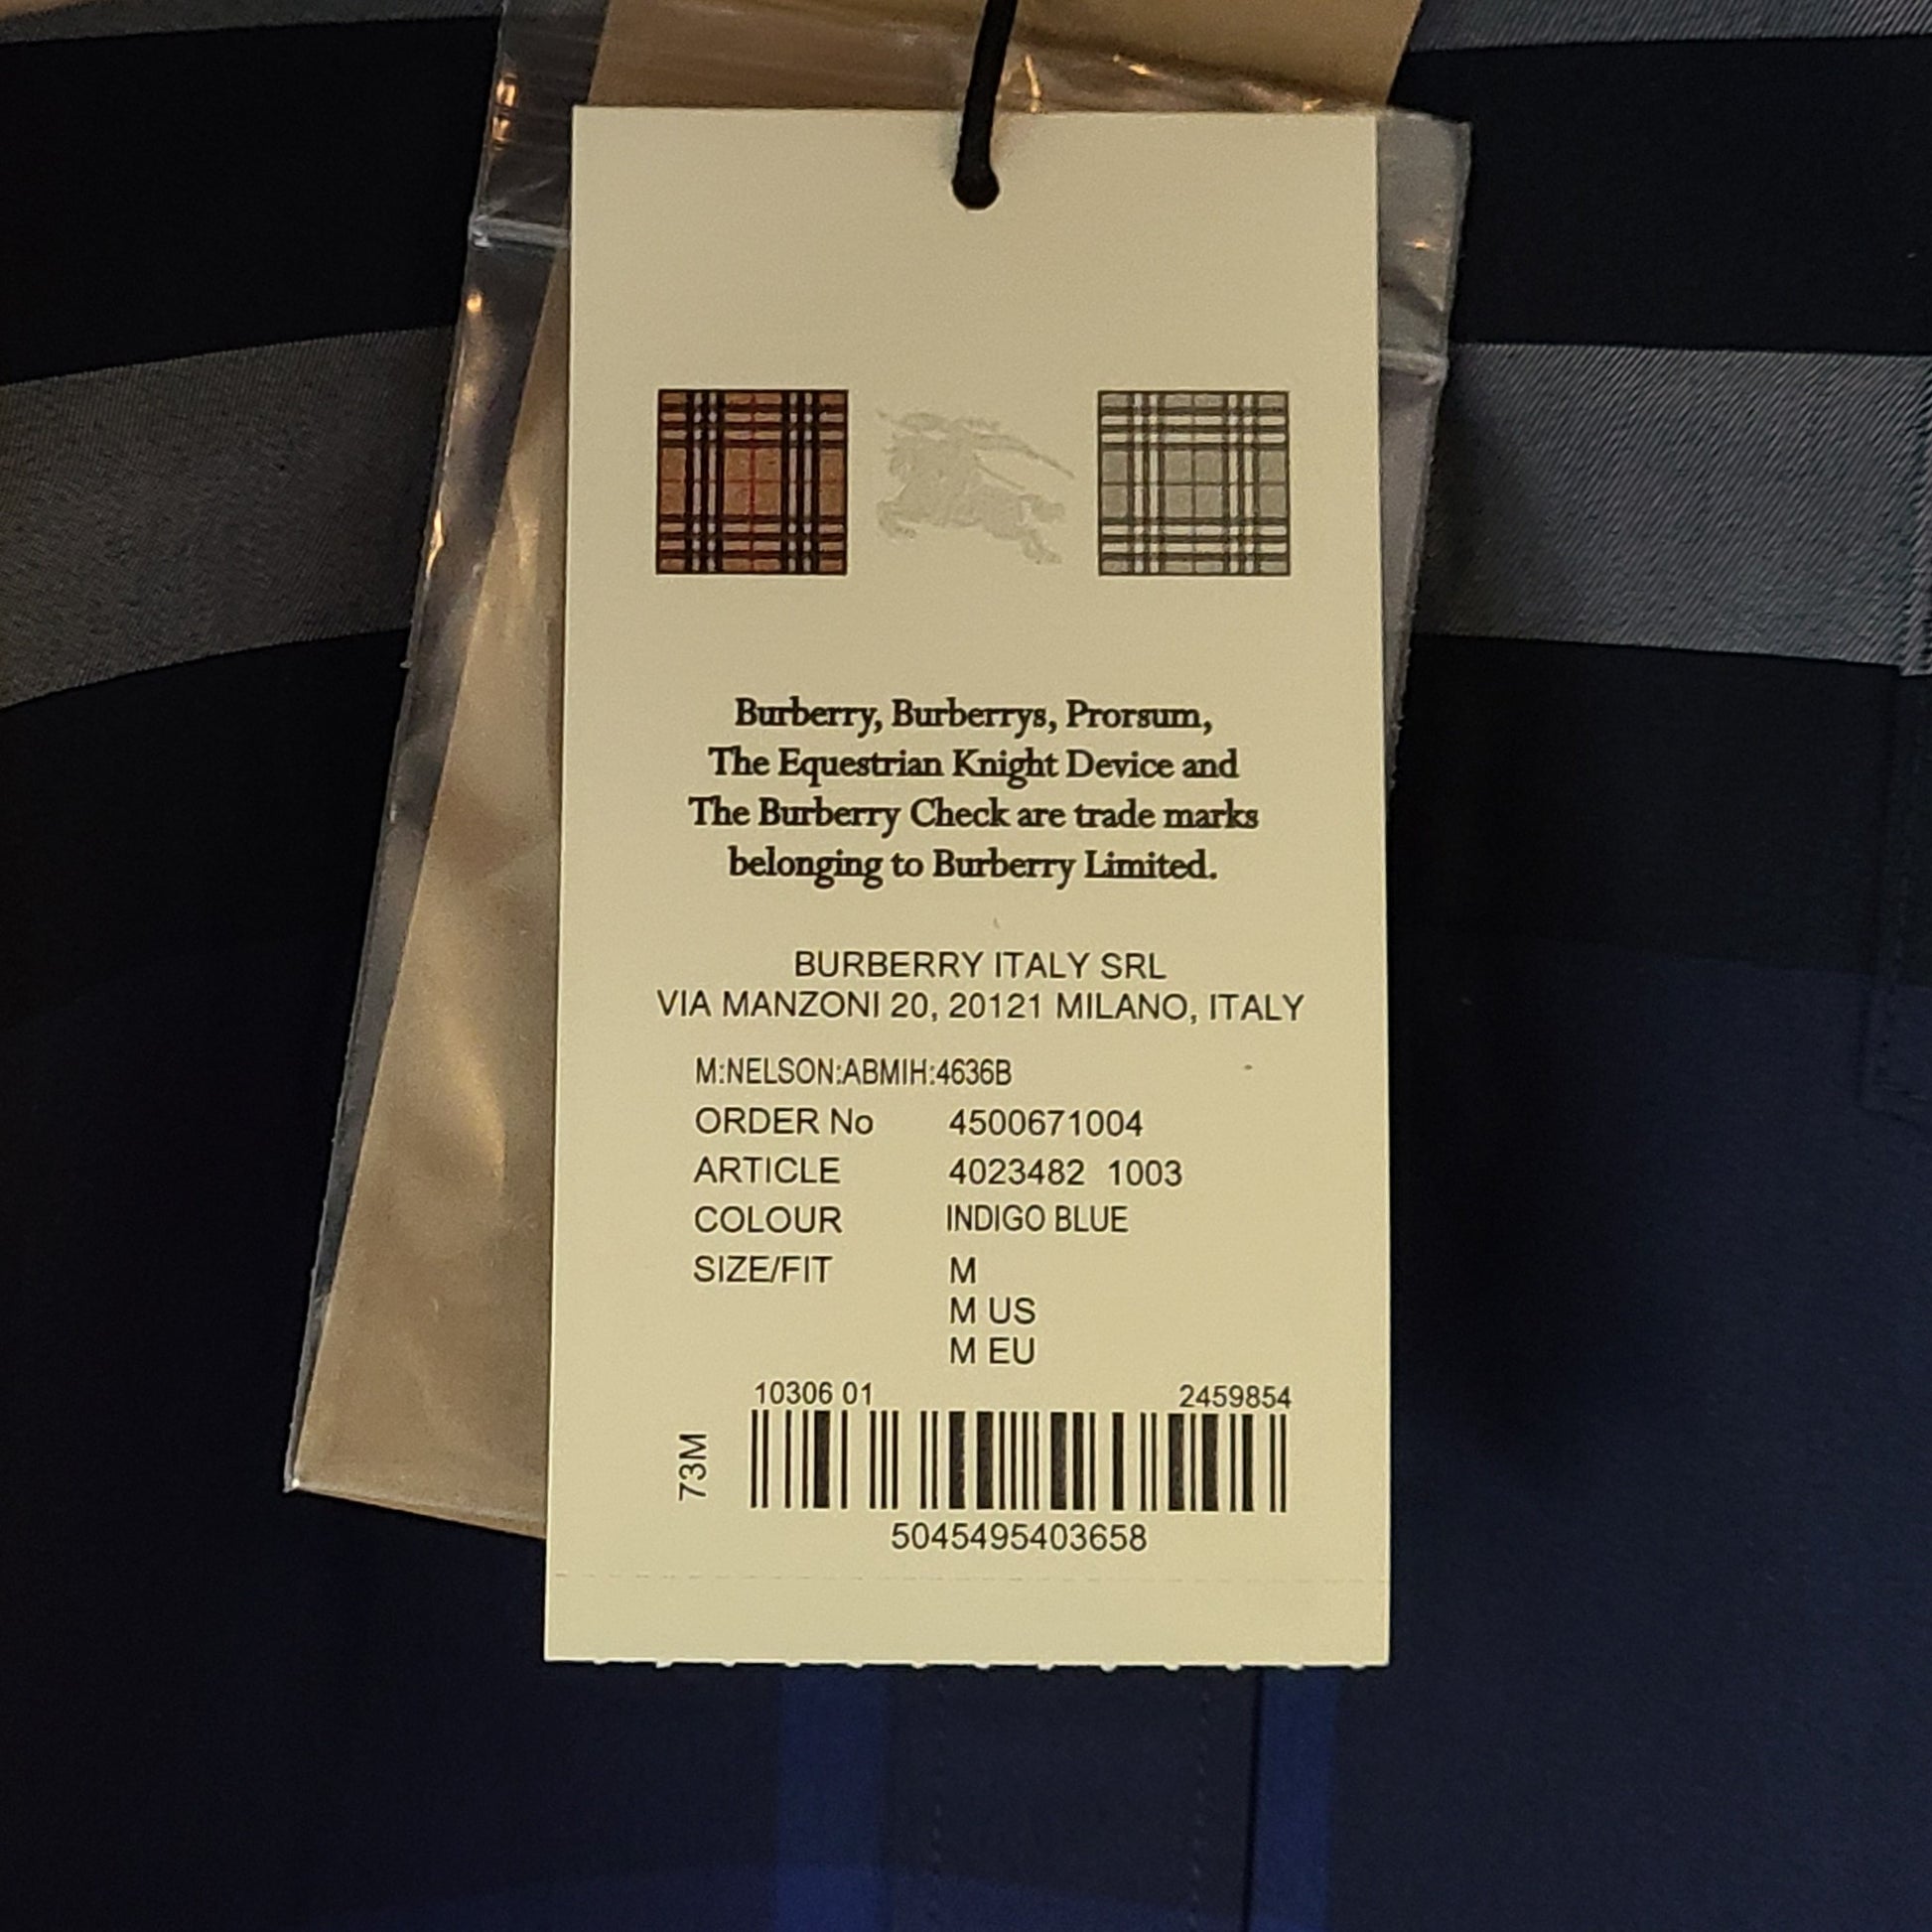 Burberry, Burberrys, Prorsum,
The Equestrian Knight Device and
The Burberry Check are trade marks
belonging to Burberry Limited.
BURBERRY ITALY SRL
VIA MANZONI 20, 20121 MILANO, ITALY
M:NELSON:ABMIH:4636B
ORDER No 4500671004
ARTICLE 4023482 1003
COLOUR INDIGO BLUE
SIZE/FIT M
M US
M EU
10306 01 2459854
73M
5045495403658